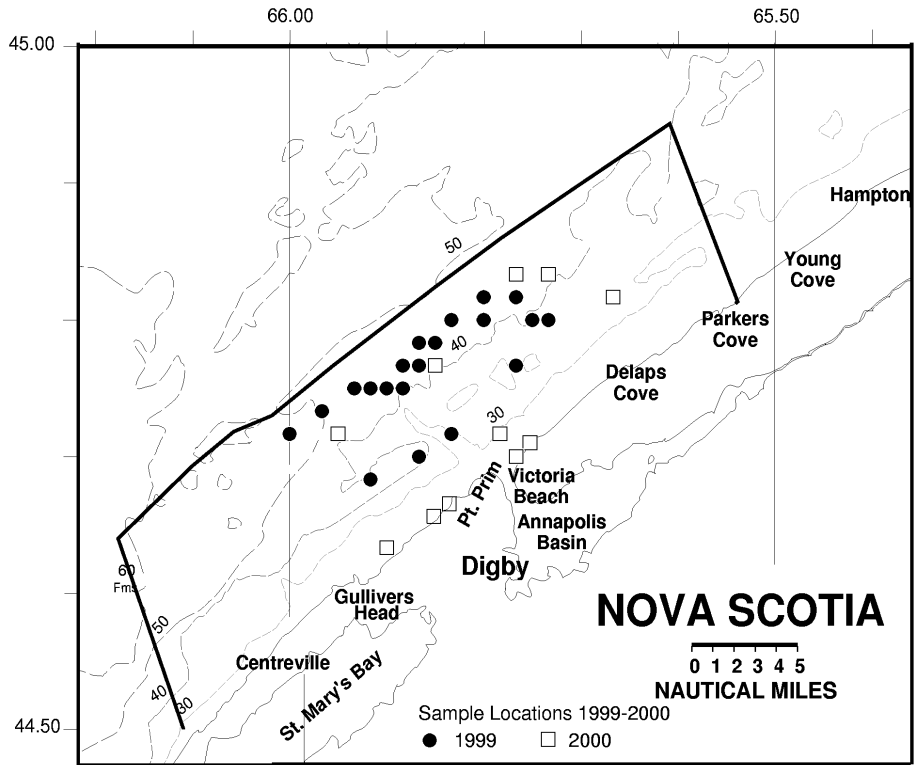 66.00
65.50
45.00
Hampton
50
Young
Cove
Parkers
Cove
40
Delaps
Cove
30
Pt. Prim
Victoria
Beach
Annapolis
Basin
Digby
60
Fms
Gullivers
Head
NOVA SCOTIA
50
Centreville
St. Mary's Bay
0 1 2 3 4 5
NAUTICAL MILES
40
30
Sample Locations 1999-2000
44.50
1999
2000